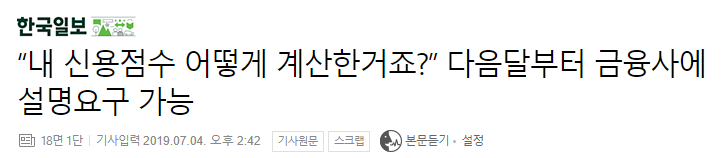 한국일보
“내 신용점수 어떻게 계산한거죠?” 다음달부터 금융사에
설명요구 가능
18면 1단 기사입력 2019.07.04. 오후 2:42 기사원문 스크랩 본문듣기 · 설정